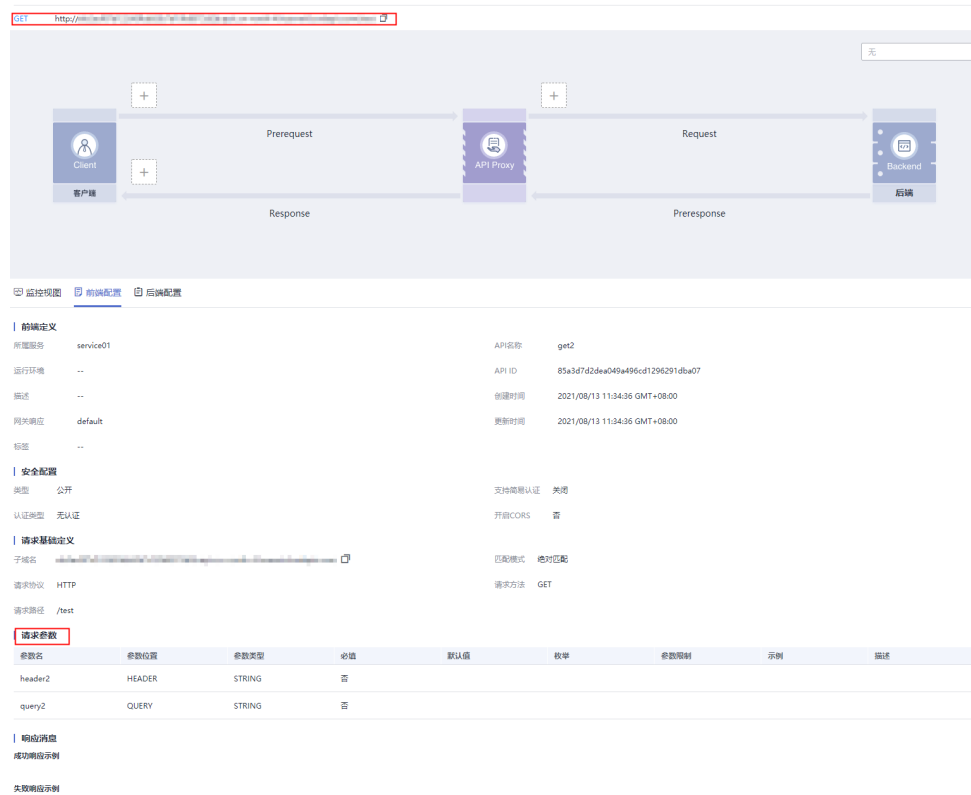 GET http://
无
+ +
Prerequest Request
Client API Proxy Backend
+
客户端 后端
Response Preresponse
监控视图 前端配置 后端配置
前端定义
所属服务 service01 API名称 get2
运行环境 -- API ID 85a3d7d2dea049a496cd1296291dba07
描述 -- 创建时间 2021/08/13 11:34:36 GMT+08:00
网关响应 default 更新时间 2021/08/13 11:34:36 GMT+08:00
标签 --
安全配置
类型 公开 支持简易认证 关闭
认证类型 无认证 开启CORS 否
请求基础定义
子域名 匹配模式 绝对匹配
请求协议 HTTP 请求方法 GET
请求路径 /test
请求参数
参数名 参数位置 参数类型 必填 默认值 枚举 参数限制 示例 描述
header2 HEADER STRING 否
query2 QUERY STRING 否
响应消息
成功响应示例
失败响应示例